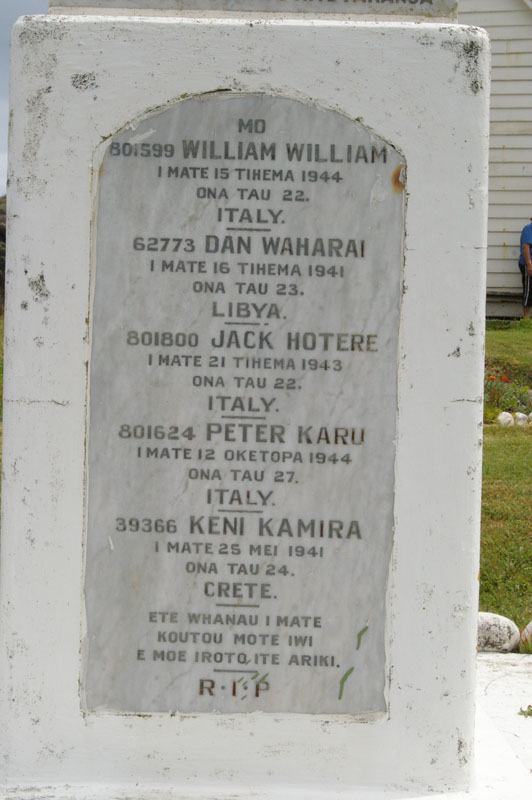 MO
801599 WILLIAM WILLIAM
I MATE 15 TIHEMA 1944
ONA TAU 22.
ITALY.
62773 DAN WAHARAI
I MATE 16 TIHEMA 1941
ONA TAU 23.
LIBYA.
801800 JACK HOTERE
I MATE 21 TIHEMA 1943
ONA TAU 22.
ITALY.
801624 PETER KARU
I MATE 12 OKETOPA 1944
ONA TAU 27.
ITALY.
39366 KENI KAMIRA
I MATE 25 MEI 1941
ONA TAU 24.
CRETE.
ETE WHANAU I MATE
KOUTOU MOTE IWI
E MOE IROTO ITE ARIKI.
R·I·P